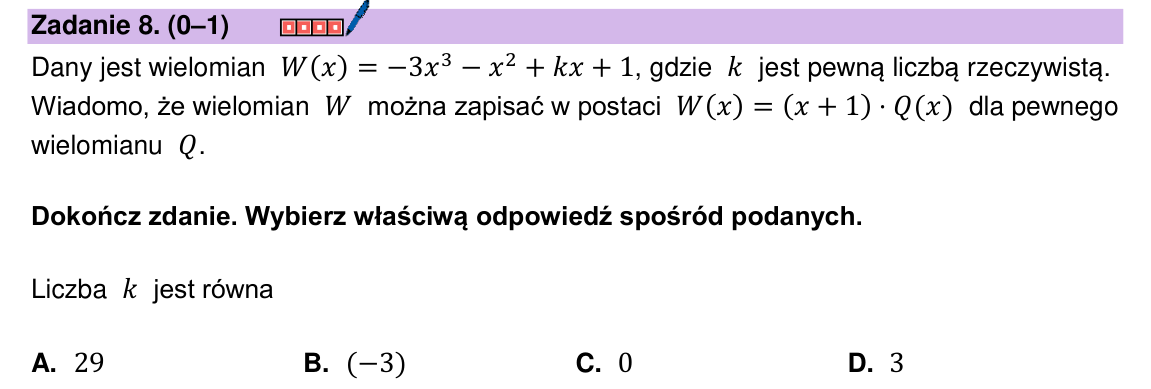 Zadanie 8. (0–1)
Dany jest wielomian W(x) = −3x³ − x² + kx + 1, gdzie k jest pewną liczbą rzeczywistą.
Wiadomo, że wielomian W można zapisać w postaci W(x) = (x + 1) · Q(x) dla pewnego
wielomianu Q.
Dokończ zdanie. Wybierz właściwą odpowiedź spośród podanych.
Liczba k jest równa
A. 29 B. (−3) C. 0 D. 3